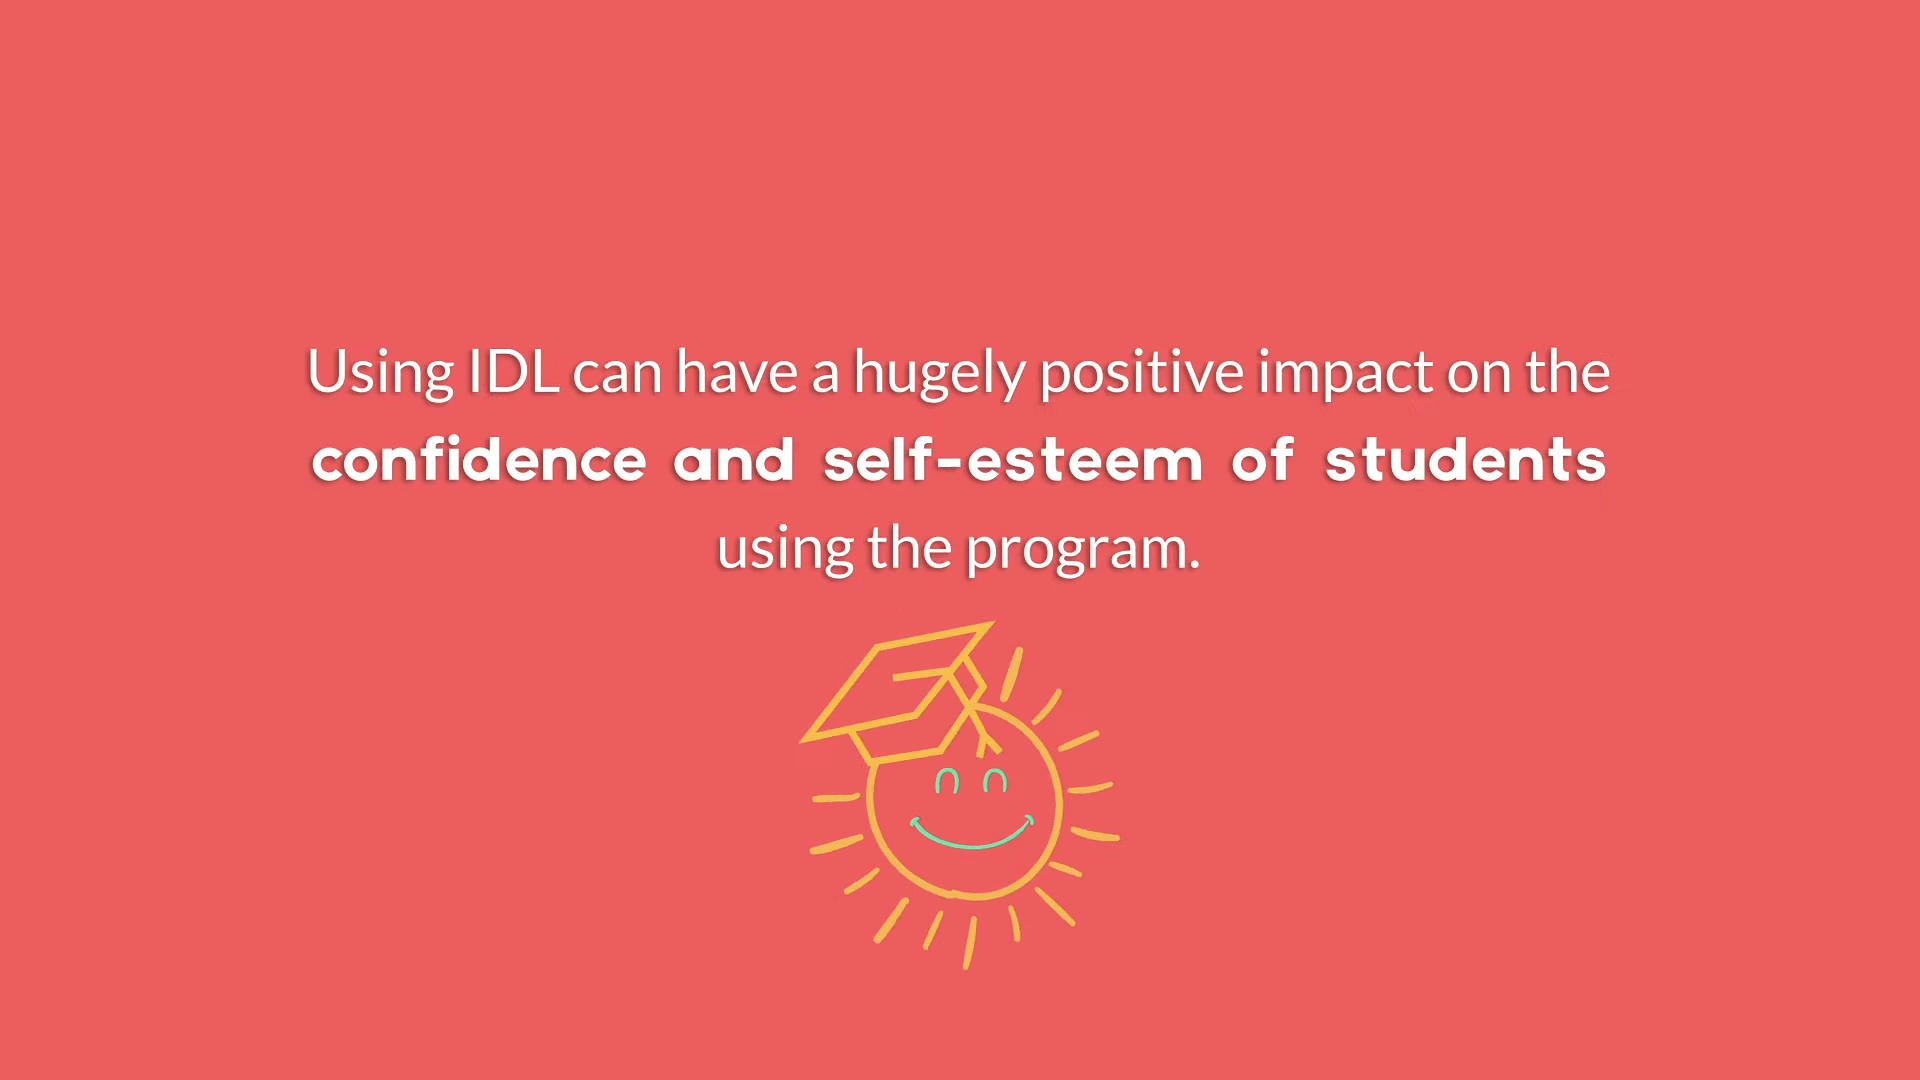 Using IDL can have a hugely positive impact on the
confidence and self-esteem of students
using the program.